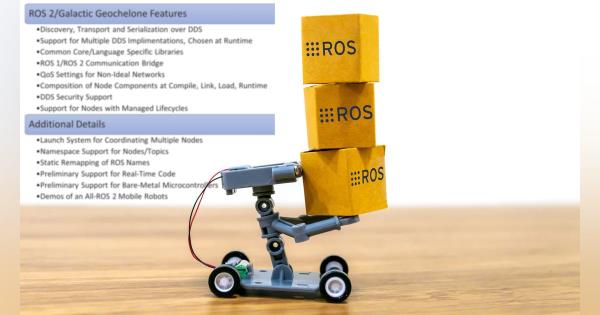 ROS 2/Galactic Geochelone Features
•Discovery, Transport and Serialization over DDS
•Support for Multiple DDS Implimentations, Chosen at Runtime
•Common Core/Language Specific Libraries
•ROS 1/ROS 2 Communication Bridge
•QoS Settings for Non-Ideal Networks
•Composition of Node Components at Compile, Link, Load, Runtime
•DDS Security Support
•Support for Nodes with Managed Lifecycles
Additional Details
•Launch System for Coordinating Multiple Nodes
•Namespace Support for Nodes/Topics
•Static Remapping of ROS Names
•Preliminary Support for Real-Time Code
•Preliminary Support for Bare-Metal Microcontrollers
•Demos of an All-ROS 2 Mobile Robots
ROS
ROS
ROS